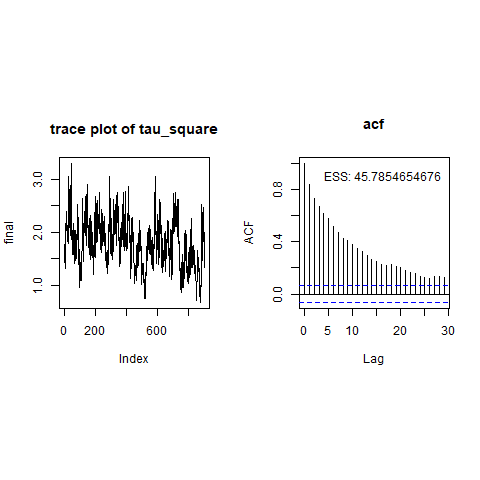 trace plot of tau_square
final
1.0 2.0 3.0
0 200 600
Index
acf
ESS: 45.7854654676
ACF
0.0 0.4 0.8
0 5 10 20 30
Lag